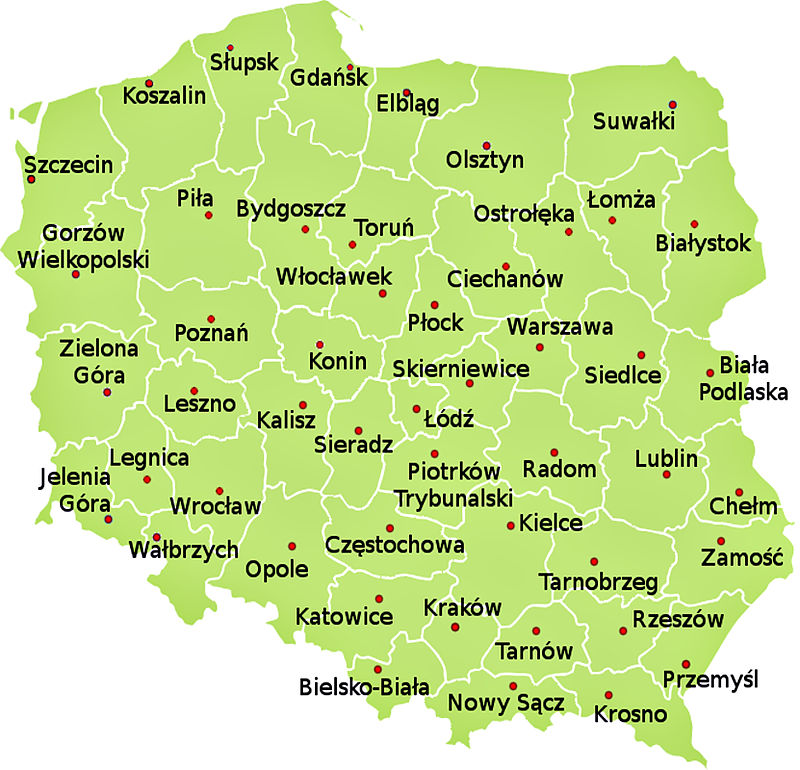 Słupsk
Gdańsk
Koszalin
Elbląg
Suwałki
Olsztyn
Szczecin
Piła
Bydgoszcz
Ostrołęka
Łomża
Toruń
Gorzów
Wielkopolski
Białystok
Włocławek
Ciechanów
Płock
Warszawa
Poznań
Zielona
Góra
Konin
Skierniewice
Siedlce
Biała
Podlaska
Leszno
Kalisz
Łódź
Sieradz
Legnica
Piotrków
Trybunalski
Radom
Lublin
Jelenia
Góra
Wrocław
Chełm
Kielce
Wałbrzych
Częstochowa
Zamość
Opole
Tarnobrzeg
Katowice
Kraków
Rzeszów
Tarnów
Przemyśl
Bielsko-Biała
Nowy Sącz
Krosno